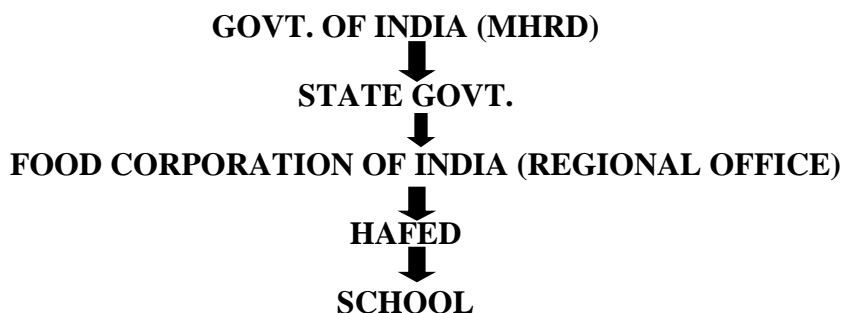 GOVT. OF INDIA (MHRD)
STATE GOVT.
FOOD CORPORATION OF INDIA (REGIONAL OFFICE)
HAFED
SCHOOL